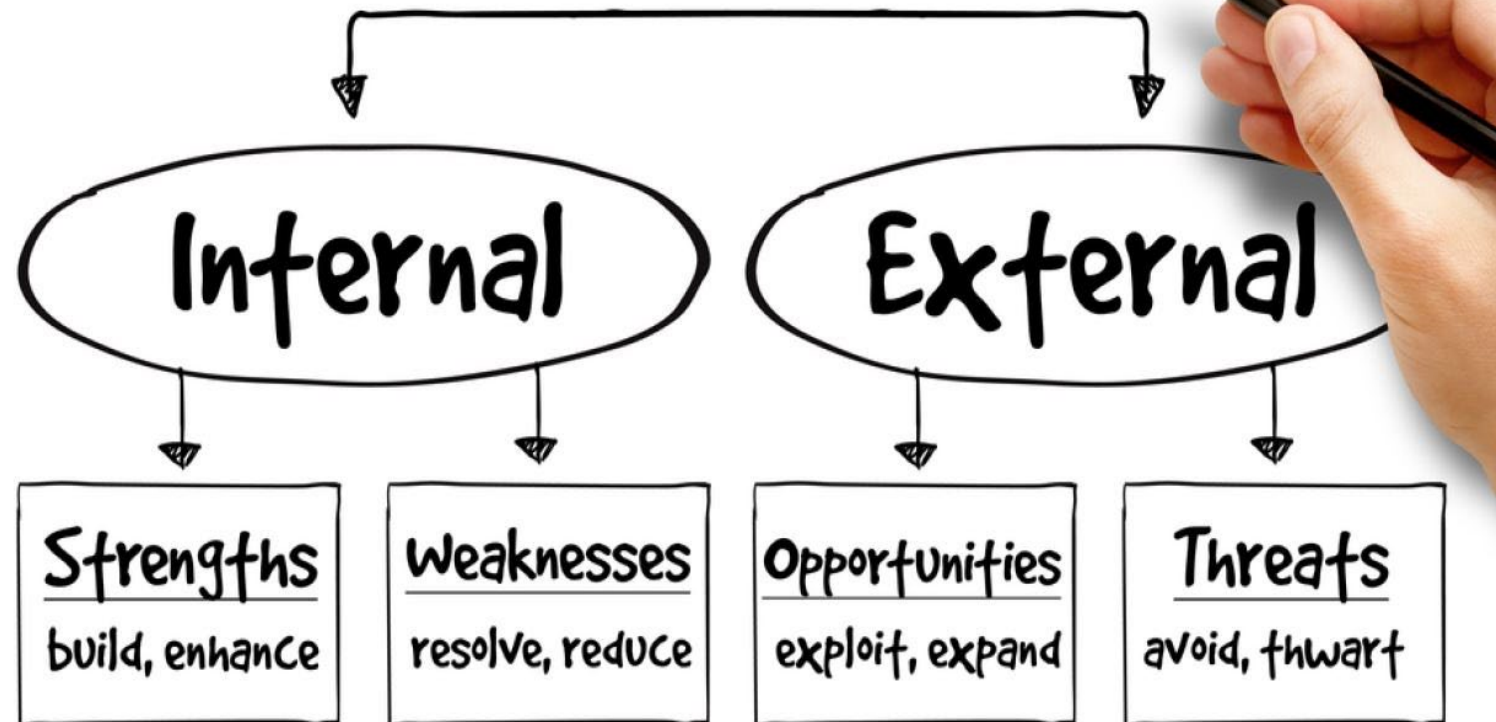 Internal
External
Strengths
build, enhance
Weaknesses
resolve, reduce
Opportunities
exploit, expand
Threats
avoid, thwart